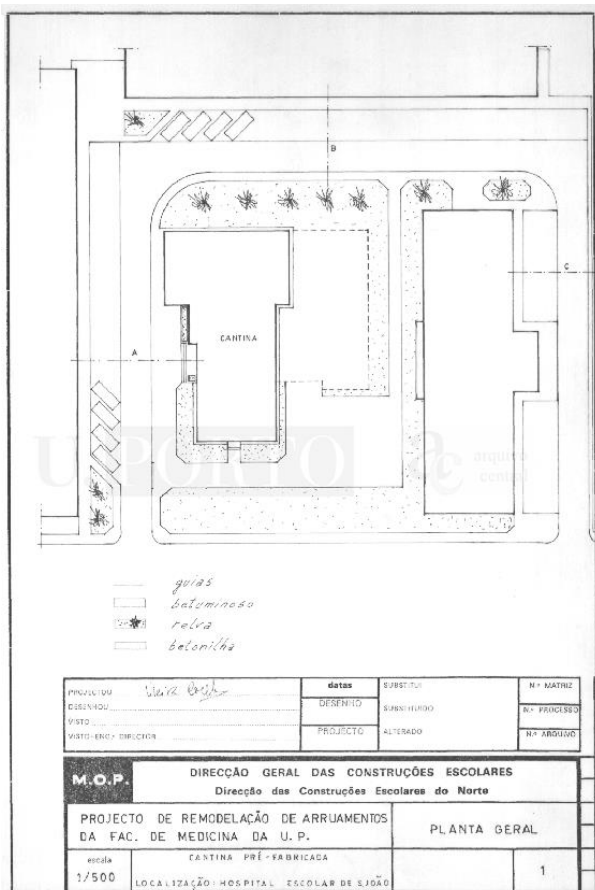 B
C
CANTINA
A
U.PORTO
arquivo
central
guias
betuminoso
relva
betonilha
PROJECTOU
DESENHOU
VISTO
VISTO-ENG.º DIRECTOR
datas
DESENHO
PROJECTO
SUBSTITUI
SUBSTITUIDO
ALTERADO
N.º MATRIZ
N.º PROCESSO
N.º ARQUIVO
M.O.P.
DIRECÇÃO GERAL DAS CONSTRUÇÕES ESCOLARES
Direcção das Construções Escolares do Norte
PROJECTO DE REMODELAÇÃO DE ARRUAMENTOS
DA FAC. DE MEDICINA DA U. P.
PLANTA GERAL
escala
1/500
CANTINA PRÉ-FABRICADA
LOCALIZAÇÃO: HOSPITAL ESCOLAR DE S.JOÃO
1